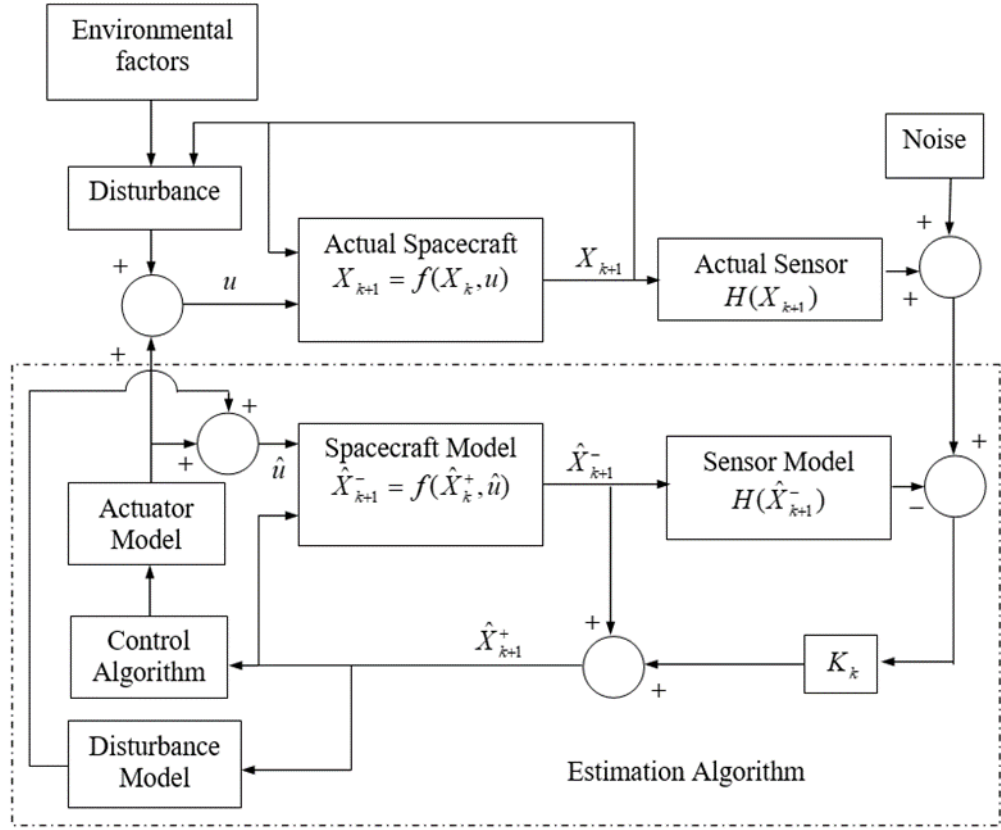 Environmental
factors
Noise
Disturbance
Actual Spacecraft
X_{k+1} = f(X_k, u)
X_{k+1}
Actual Sensor
H(X_{k+1})
+
+
+
u
+
+
+
û
Spacecraft Model
X̂^-_{k+1} = f(X̂^+_k, û)
X̂^-_{k+1}
Sensor Model
H(X̂^-_{k+1})
+
−
Actuator
Model
Control
Algorithm
X̂^+_{k+1}
+
+
K_k
Disturbance
Model
Estimation Algorithm